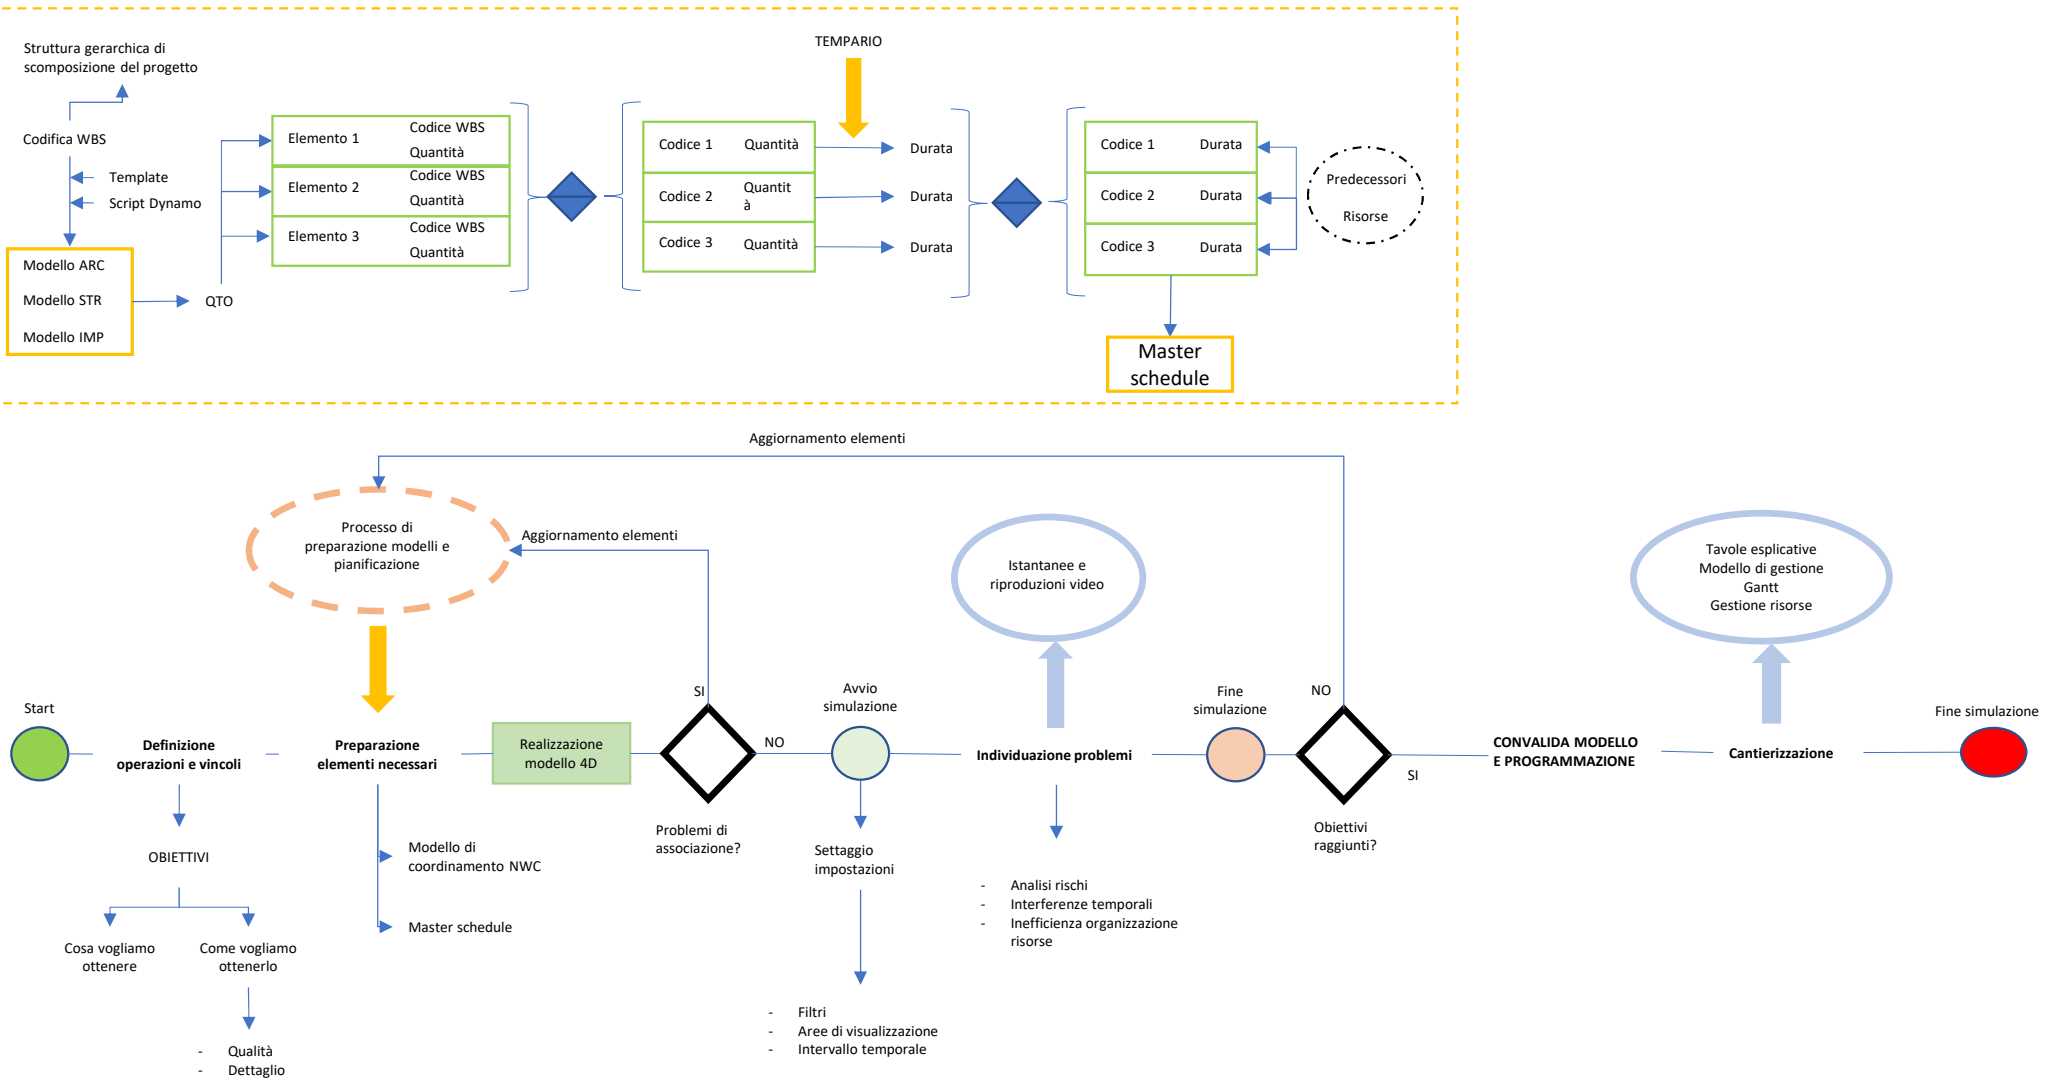 Struttura gerarchica di
scomposizione del progetto
Codifica WBS
Template
Script Dynamo
Modello ARC
Modello STR
Modello IMP
QTO
Elemento 1
Codice WBS
Quantità
Elemento 2
Codice WBS
Quantità
Elemento 3
Codice WBS
Quantità
TEMPARIO
Codice 1
Quantità
Durata
Codice 2
Quantit
à
Durata
Codice 3
Quantità
Durata
Codice 1
Durata
Codice 2
Durata
Codice 3
Durata
Predecessori
Risorse
Master
schedule
Aggiornamento elementi
Processo di
preparazione modelli e
pianificazione
Aggiornamento elementi
Istantanee e
riproduzioni video
Tavole esplicative
Modello di gestione
Gantt
Gestione risorse
Start
Definizione
operazioni e vincoli
Preparazione
elementi necessari
Realizzazione
modello 4D
SI
NO
Problemi di
associazione?
Avvio
simulazione
Individuazione problemi
Fine
simulazione
NO
SI
Obiettivi
raggiunti?
CONVALIDA MODELLO
E PROGRAMMAZIONE
Cantierizzazione
Fine simulazione
OBIETTIVI
Cosa vogliamo
ottenere
Come vogliamo
ottenerlo
- Qualità
- Dettaglio
Modello di
coordinamento NWC
Master schedule
Settaggio
impostazioni
- Filtri
- Aree di visualizzazione
- Intervallo temporale
- Analisi rischi
- Interferenze temporali
- Inefficienza organizzazione
risorse